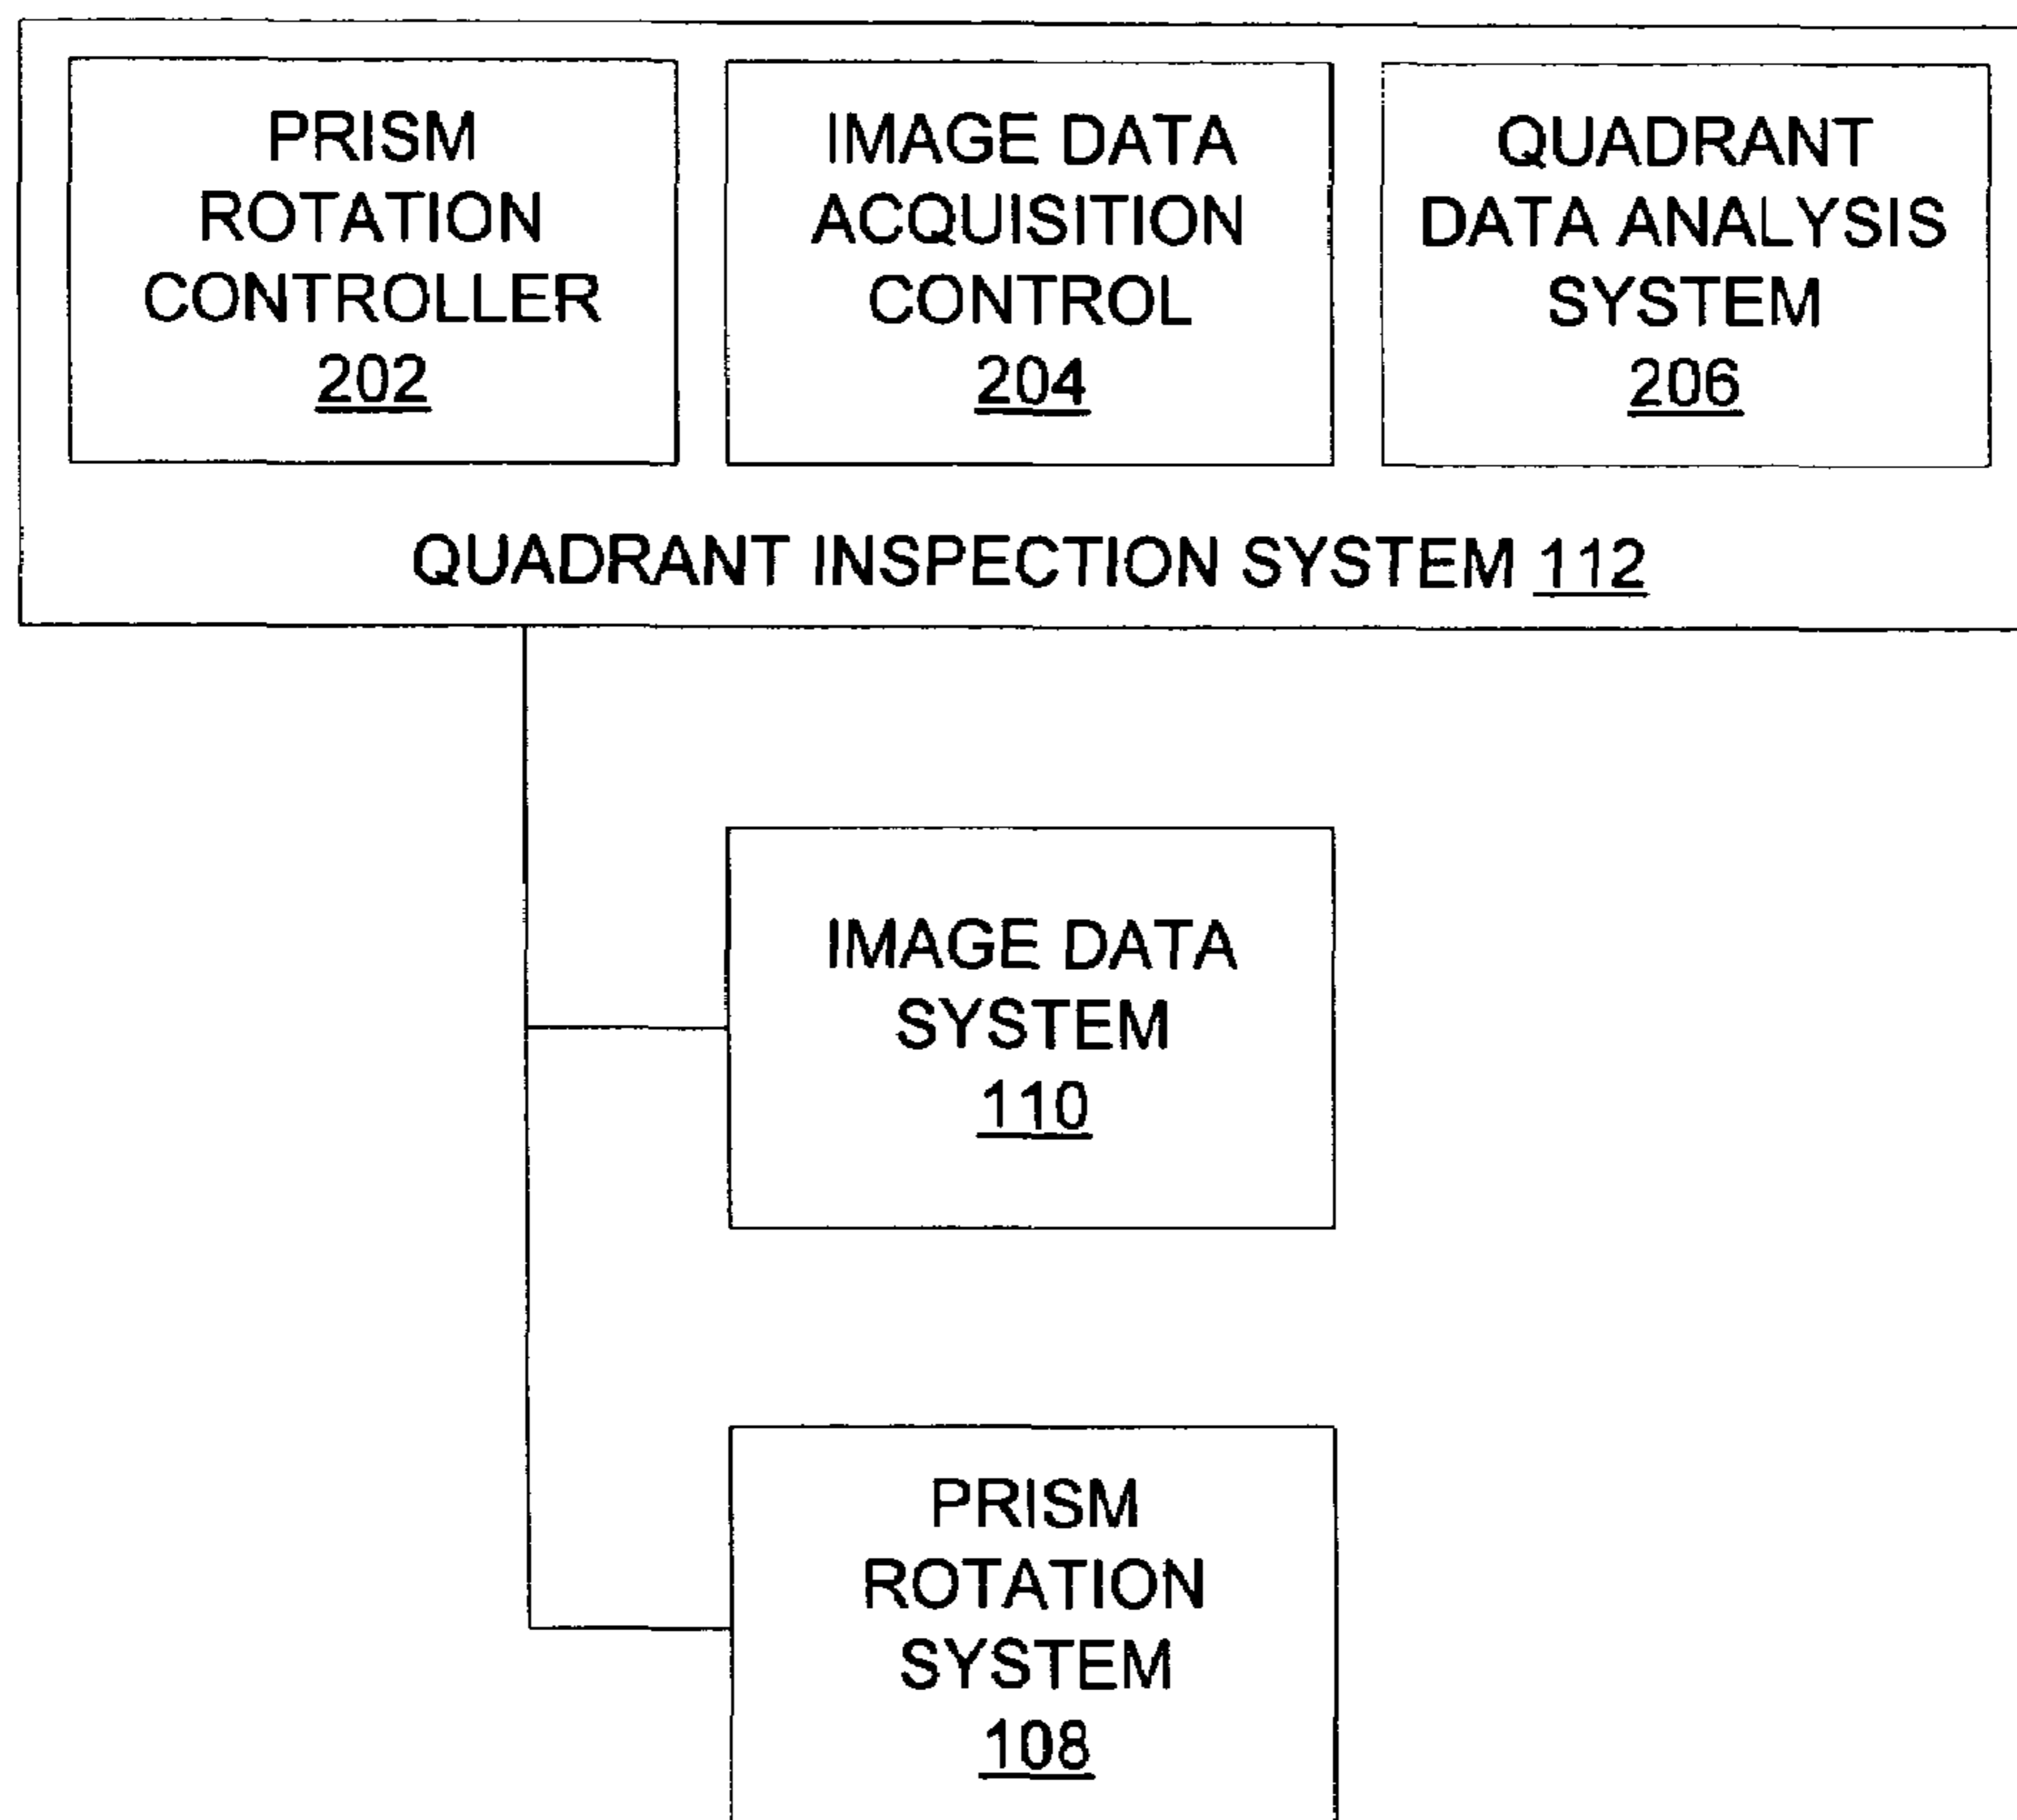 PRISM
ROTATION
CONTROLLER
202
IMAGE DATA
ACQUISITION
CONTROL
204
QUADRANT
DATA ANALYSIS
SYSTEM
206
QUADRANT INSPECTION SYSTEM 112
IMAGE DATA
SYSTEM
110
PRISM
ROTATION
SYSTEM
108